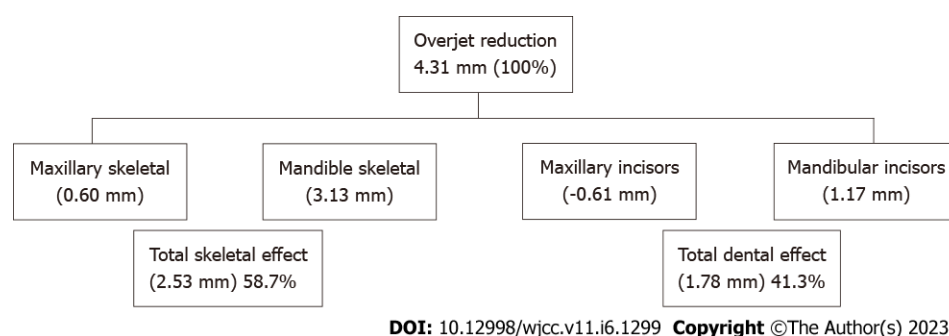 Overjet reduction
4.31 mm (100%)
Maxillary skeletal
(0.60 mm)
Mandible skeletal
(3.13 mm)
Maxillary incisors
(-0.61 mm)
Mandibular incisors
(1.17 mm)
Total skeletal effect
(2.53 mm) 58.7%
Total dental effect
(1.78 mm) 41.3%
DOI: 10.12998/wjcc.v11.i6.1299 Copyright ©The Author(s) 2023.